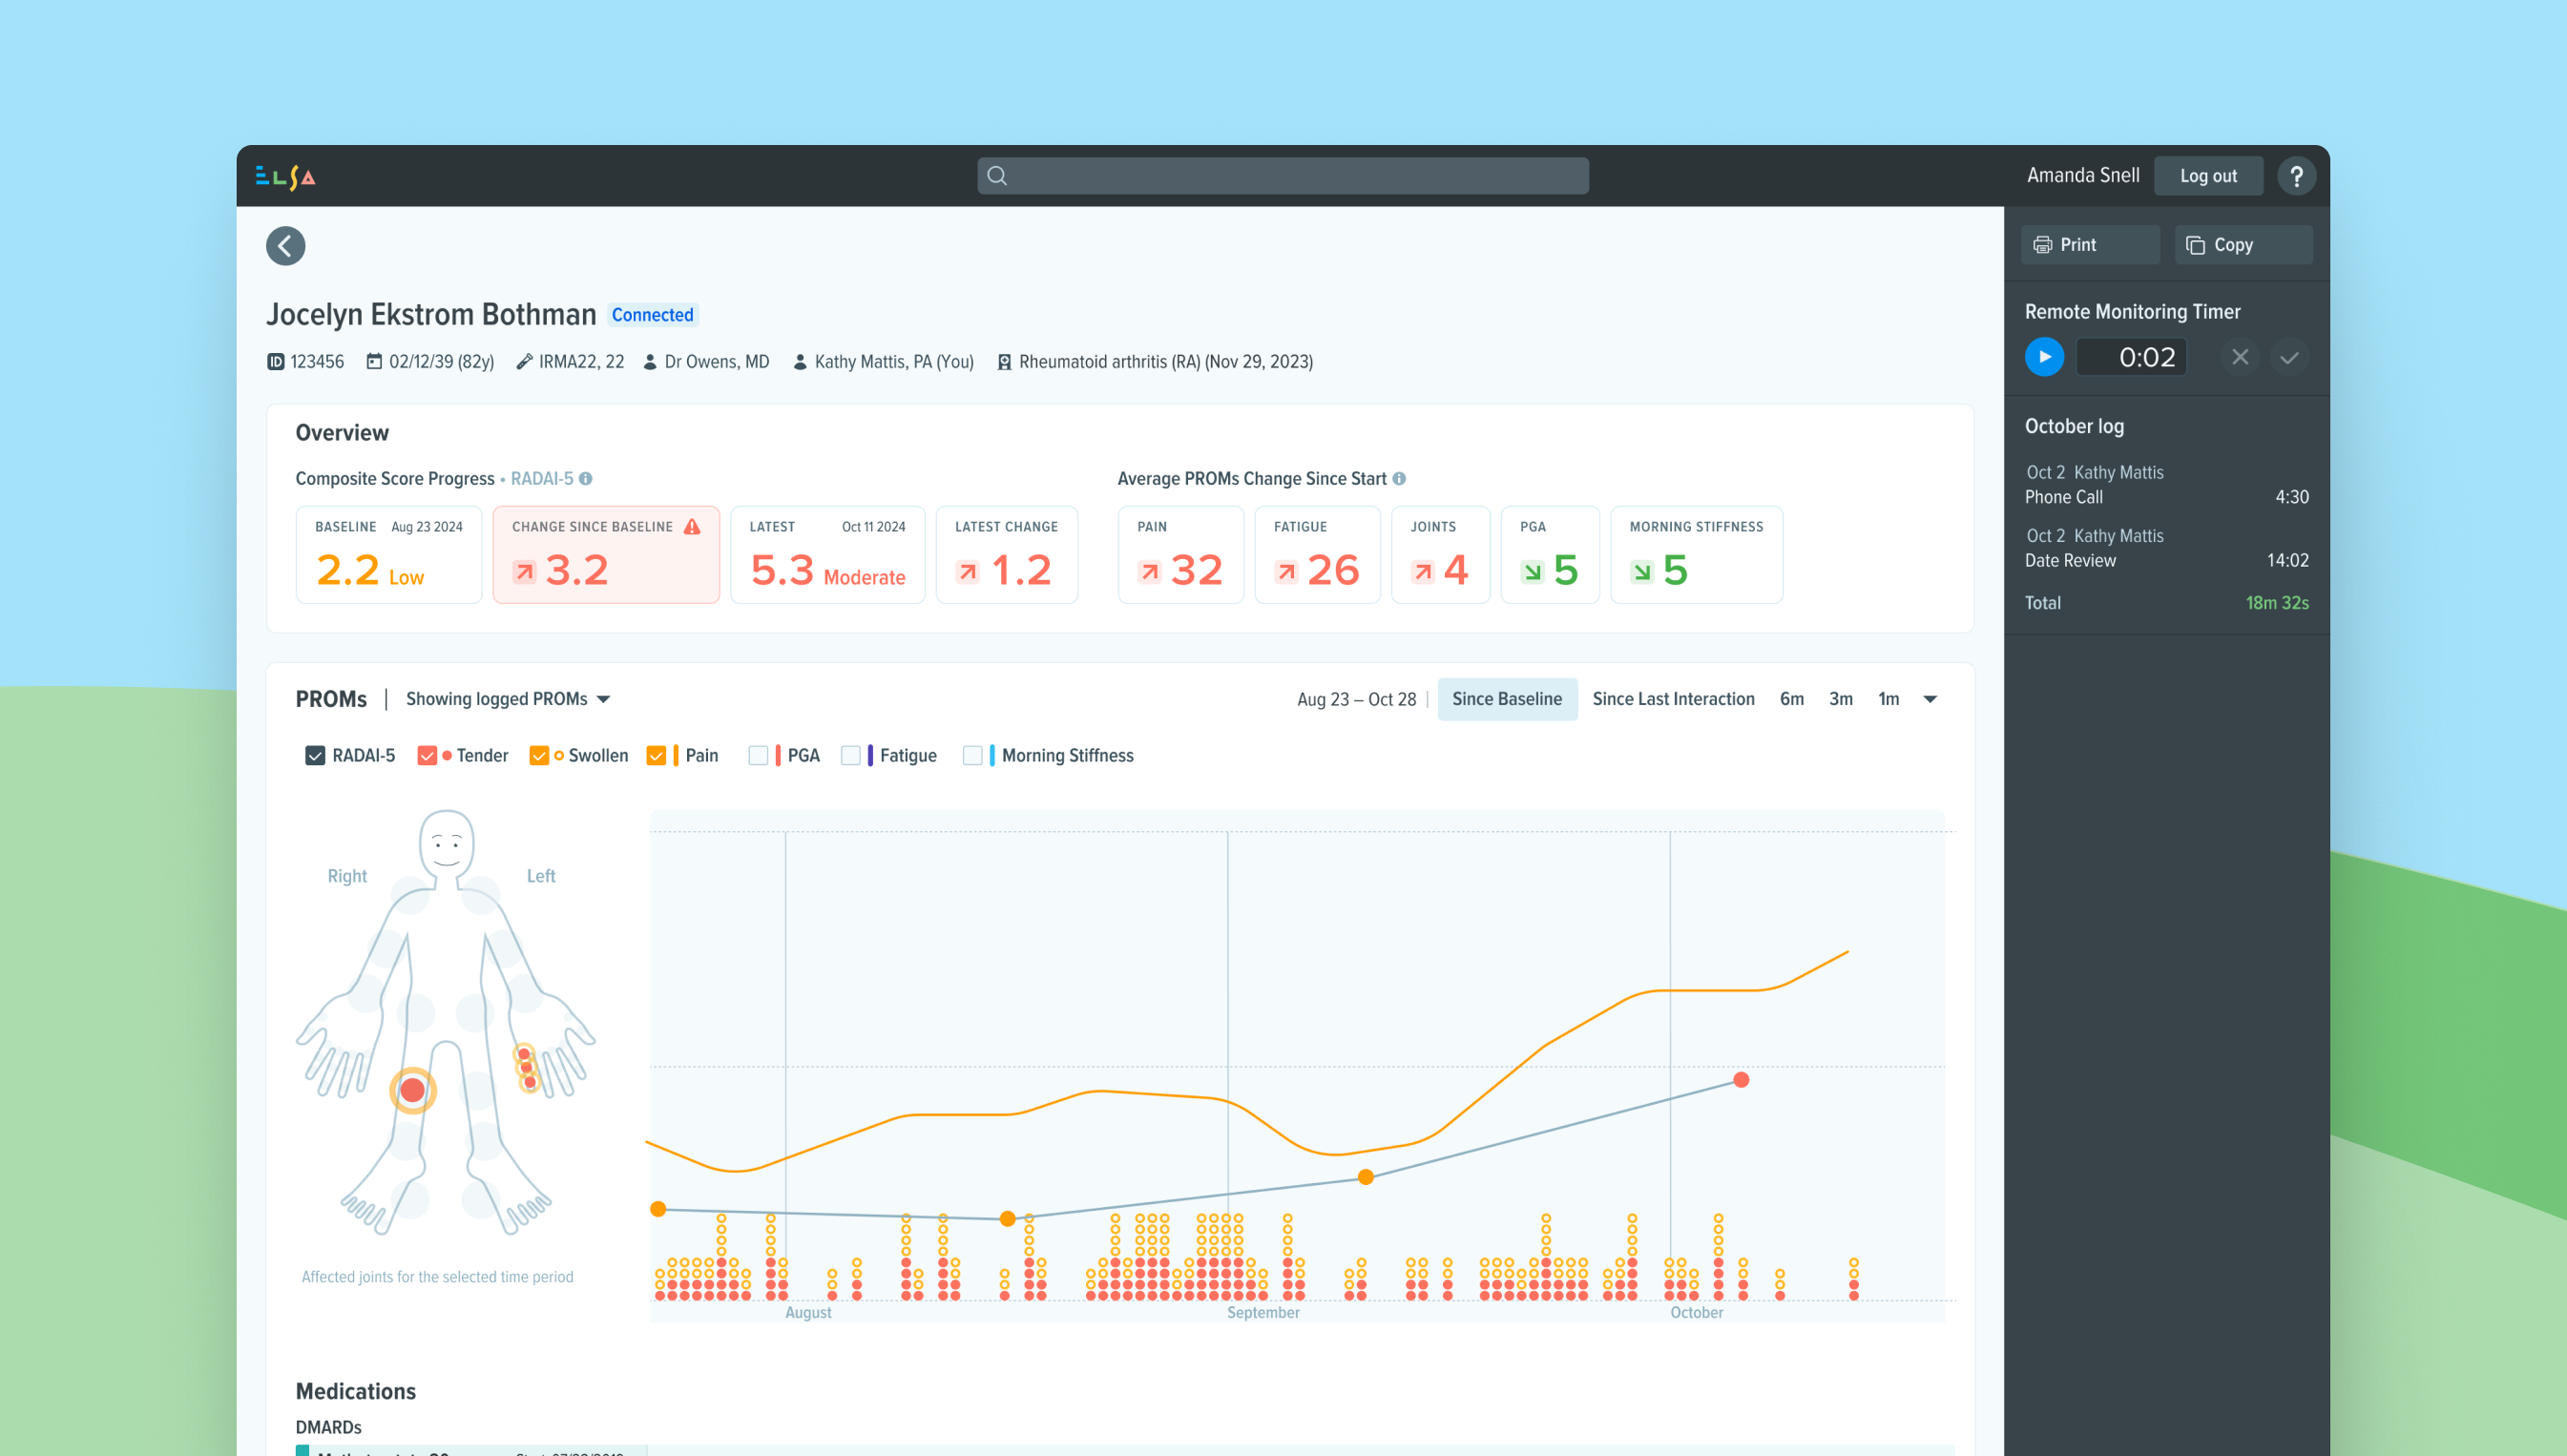 ELSA
Amanda Snell
Log out
?
Print
Copy
Jocelyn Ekstrom Bothman Connected
ID 123456 02/12/39 (82y) IRMA22, 22 Dr Owens, MD Kathy Mattis, PA (You) Rheumatoid arthritis (RA) (Nov 29, 2023)
Remote Monitoring Timer
0:02
October log
Oct 2 Kathy Mattis
Phone Call 4:30
Oct 2 Kathy Mattis
Date Review 14:02
Total 18m 32s
Overview
Composite Score Progress • RADAI-5
BASELINE Aug 23 2024
2.2 Low
CHANGE SINCE BASELINE
3.2
LATEST Oct 11 2024
5.3 Moderate
LATEST CHANGE
1.2
Average PROMs Change Since Start
PAIN
32
FATIGUE
26
JOINTS
4
PGA
5
MORNING STIFFNESS
5
PROMs | Showing logged PROMs
Aug 23 – Oct 28 | Since Baseline Since Last Interaction 6m 3m 1m
RADAI-5 Tender Swollen Pain PGA Fatigue Morning Stiffness
Right Left
Affected joints for the selected time period
August September October
Medications
DMARDs